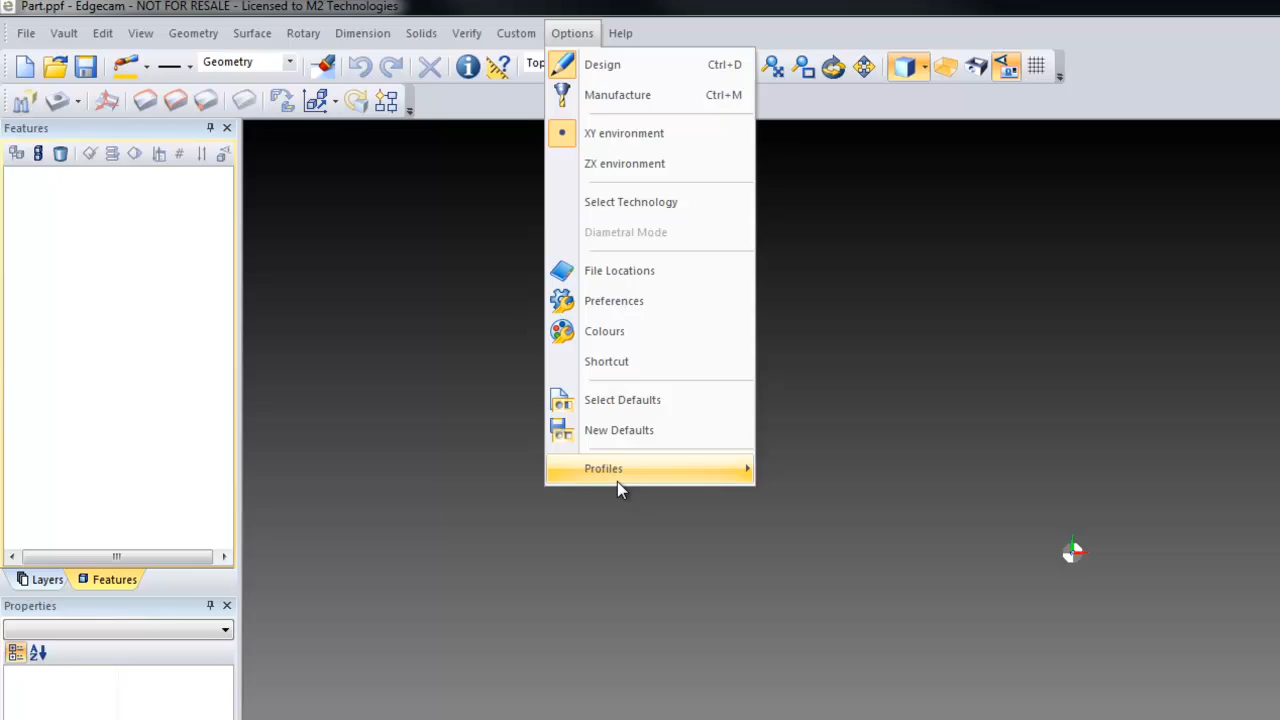 Part.ppf - Edgecam - NOT FOR RESALE - Licensed to M2 Technologies
File Vault Edit View Geometry Surface Rotary Dimension Solids Verify Custom Options Help
Geometry
Top
Design Ctrl+D
Manufacture Ctrl+M
XY environment
ZX environment
Select Technology
Diametral Mode
File Locations
Preferences
Colours
Shortcut
Select Defaults
New Defaults
Profiles
Features
Layers Features
Properties